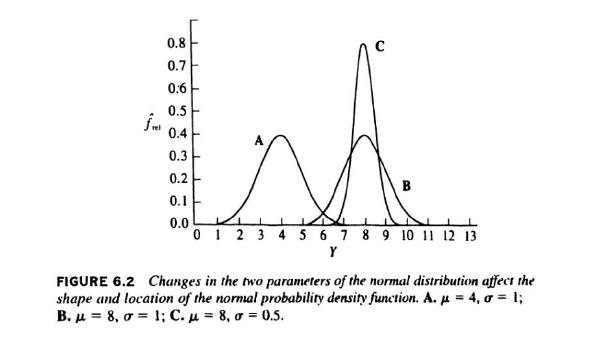 0.8
C
0.7
0.6
0.5
f̂ rel
0.4
A
0.3
0.2
B
0.1
0.0
0 1 2 3 4 5 6 7 8 9 10 11 12 13
Y
FIGURE 6.2 Changes in the two parameters of the normal distribution affect the
shape and location of the normal probability density function. A. μ = 4, σ = 1;
B. μ = 8, σ = 1; C. μ = 8, σ = 0.5.